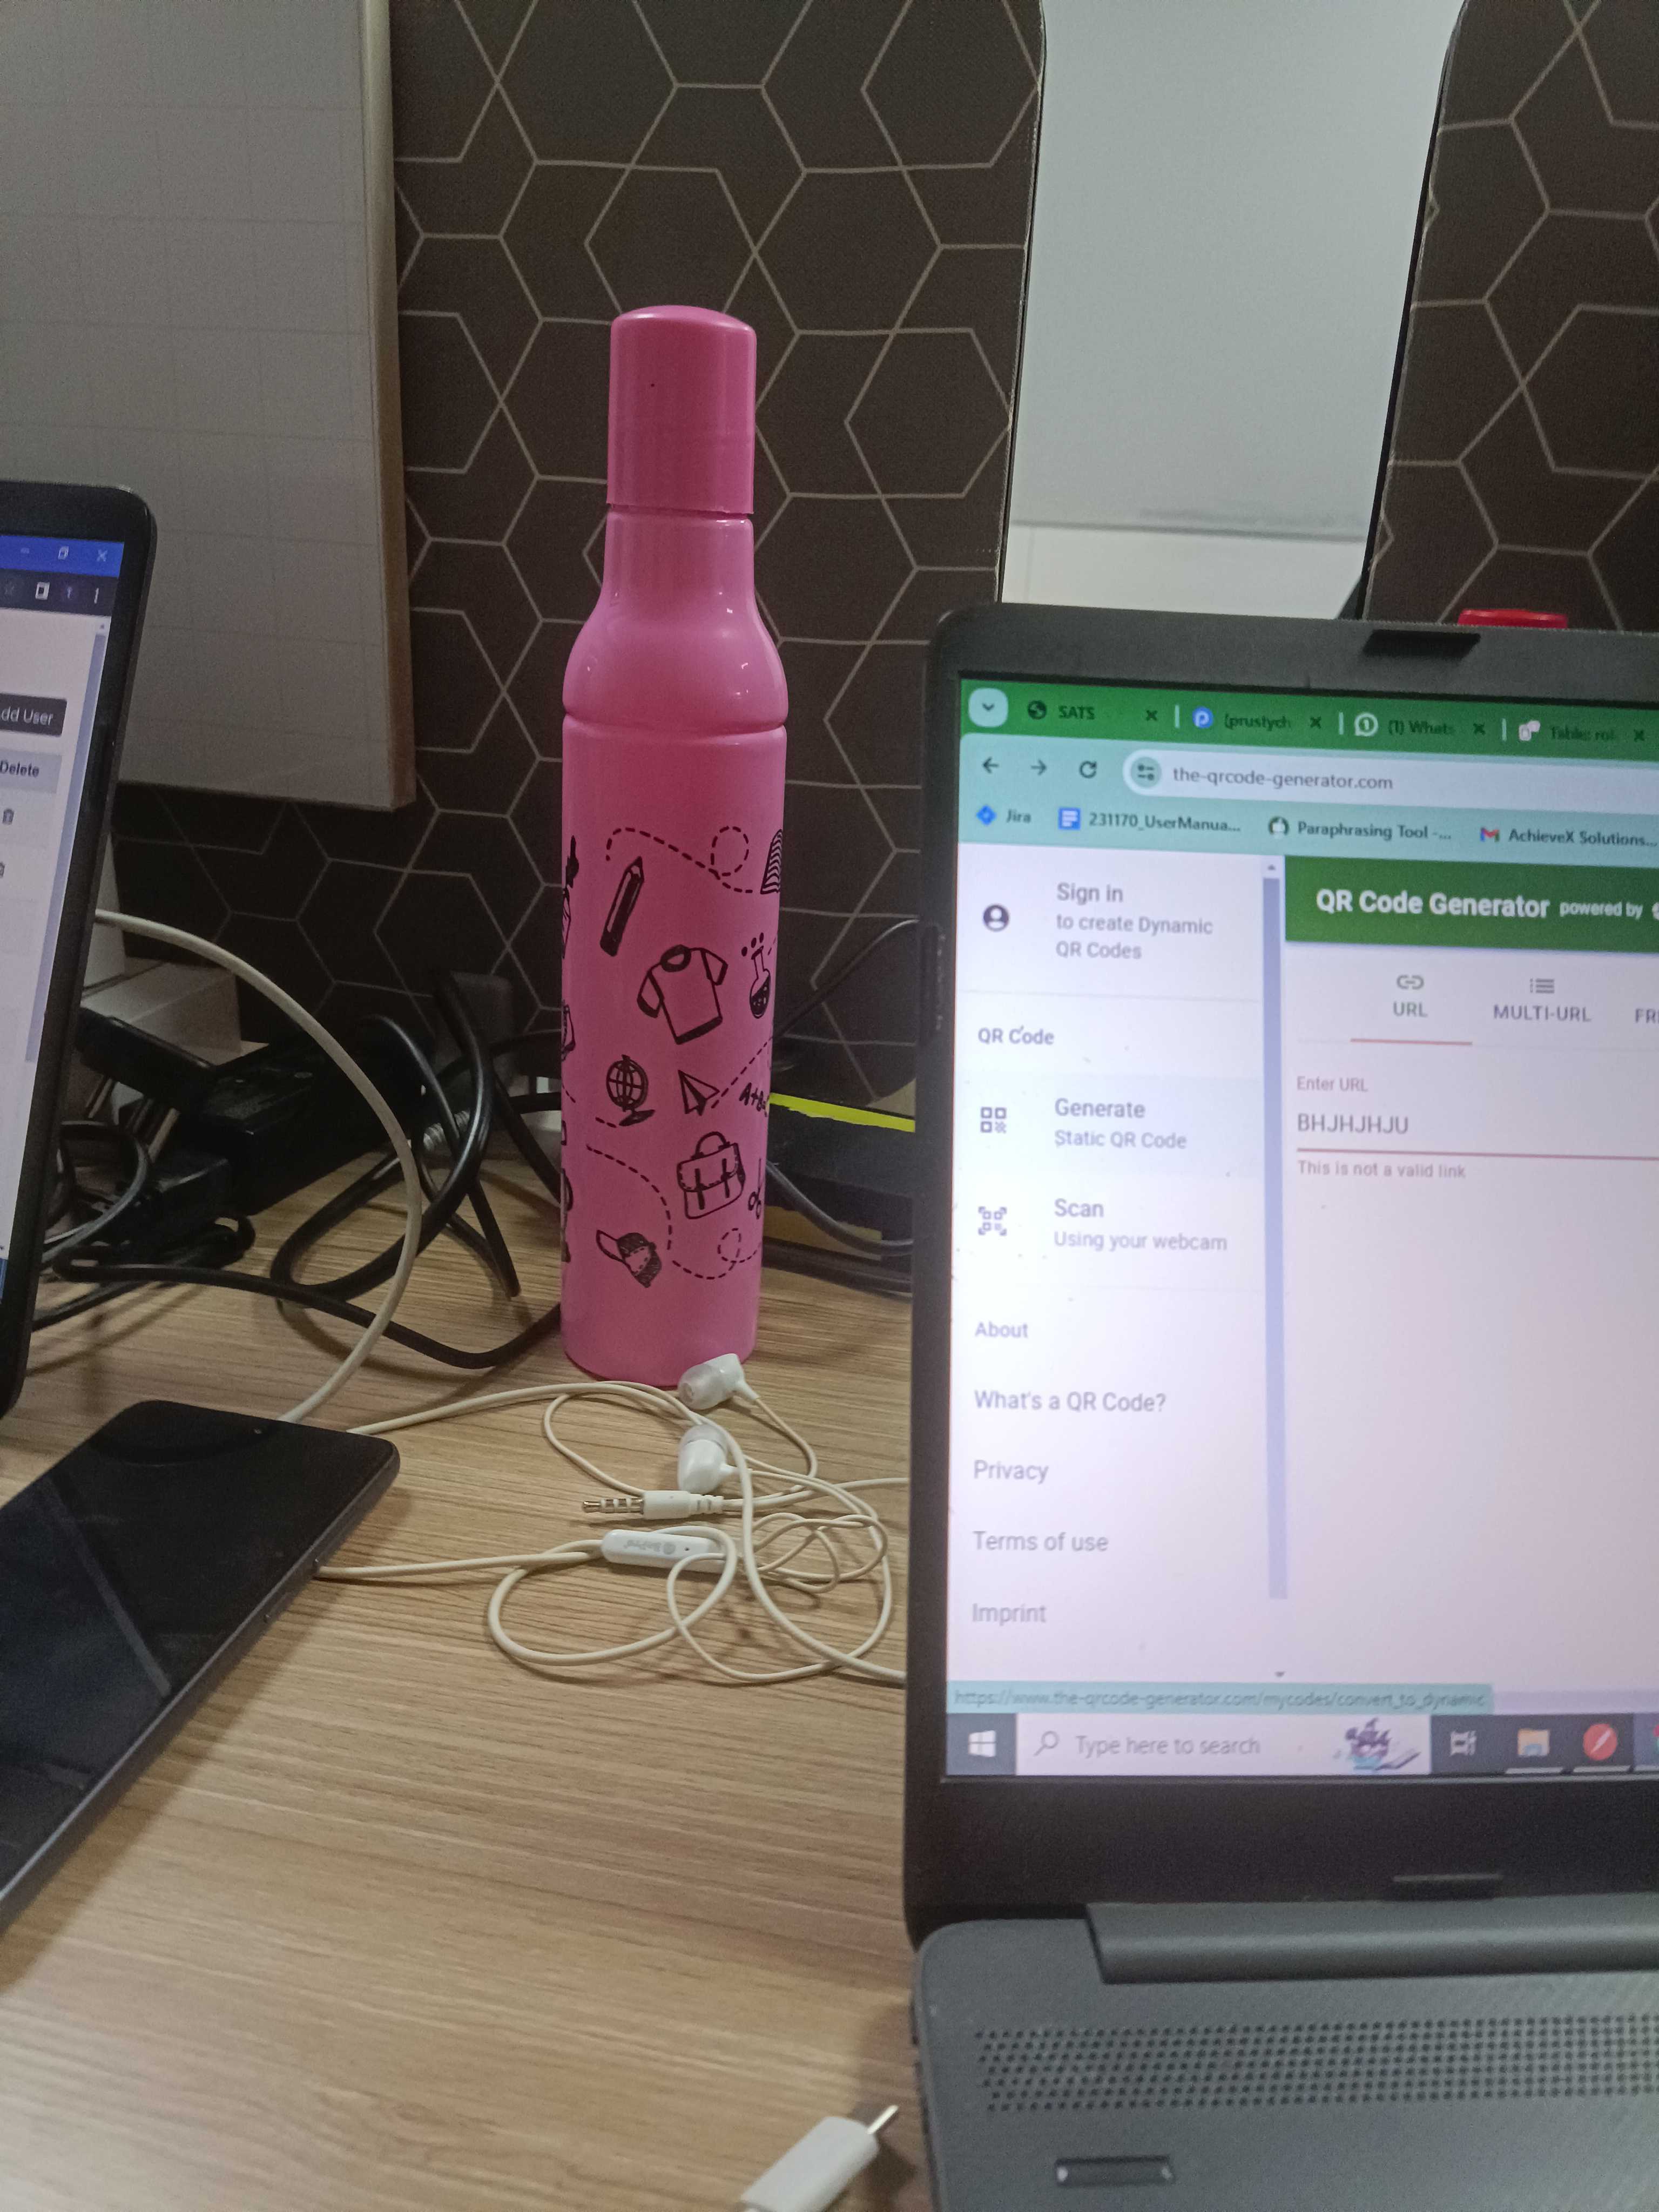 dd User
Delete
SATS
(prustych
(1) Whats
Table: rol
the-qrcode-generator.com
Jira
231170_UserManua...
Paraphrasing Tool -...
AchieveX Solutions...
Sign in
to create Dynamic
QR Codes
QR Code Generator powered by
URL
MULTI-URL
FR
QR Code
Enter URL
BHJHJHJU
This is not a valid link
Generate
Static QR Code
Scan
Using your webcam
About
What's a QR Code?
Privacy
Terms of use
Imprint
https://www.the-qrcode-generator.com/mycodes/convert_to_dynamic
Type here to search